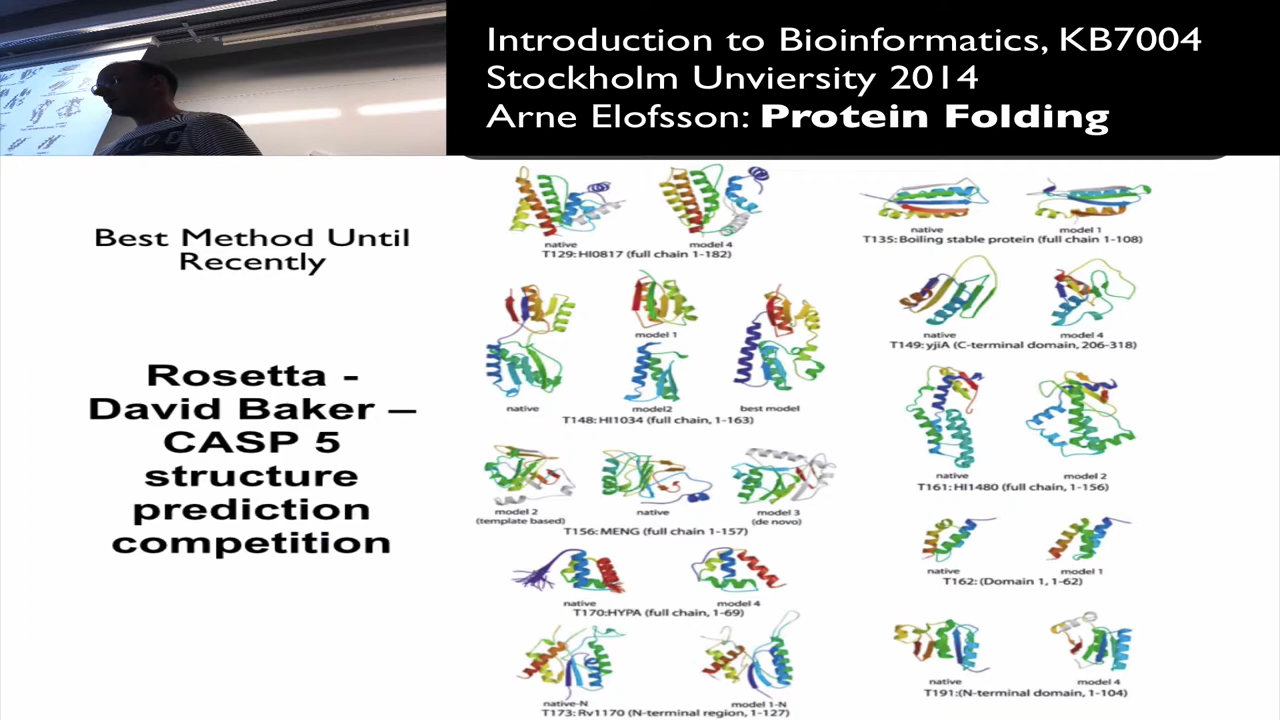 Introduction to Bioinformatics, KB7004
Stockholm Unviersity 2014
Arne Elofsson: Protein Folding
Best Method Until
Recently
Rosetta -
David Baker –
CASP 5
structure
prediction
competition
native
model 4
T129: HI0817 (full chain 1-182)
native
model 1
model2
best model
T148: HI1034 (full chain, 1-163)
model 2
(template based)
native
model 3
(de novo)
T156: MENG (full chain 1-157)
native
model 4
T170:HYPA (full chain, 1-69)
native-N
model 1-N
T173: Rv1170 (N-terminal region, 1-127)
native
model 1
T135: Boiling stable protein (full chain 1-108)
native
model 4
T149: yjiA (C-terminal domain, 206-318)
native
model 2
T161: HI1480 (full chain, 1-156)
native
model 1
T162: (Domain 1, 1-62)
native
model 4
T191:(N-terminal domain, 1-104)